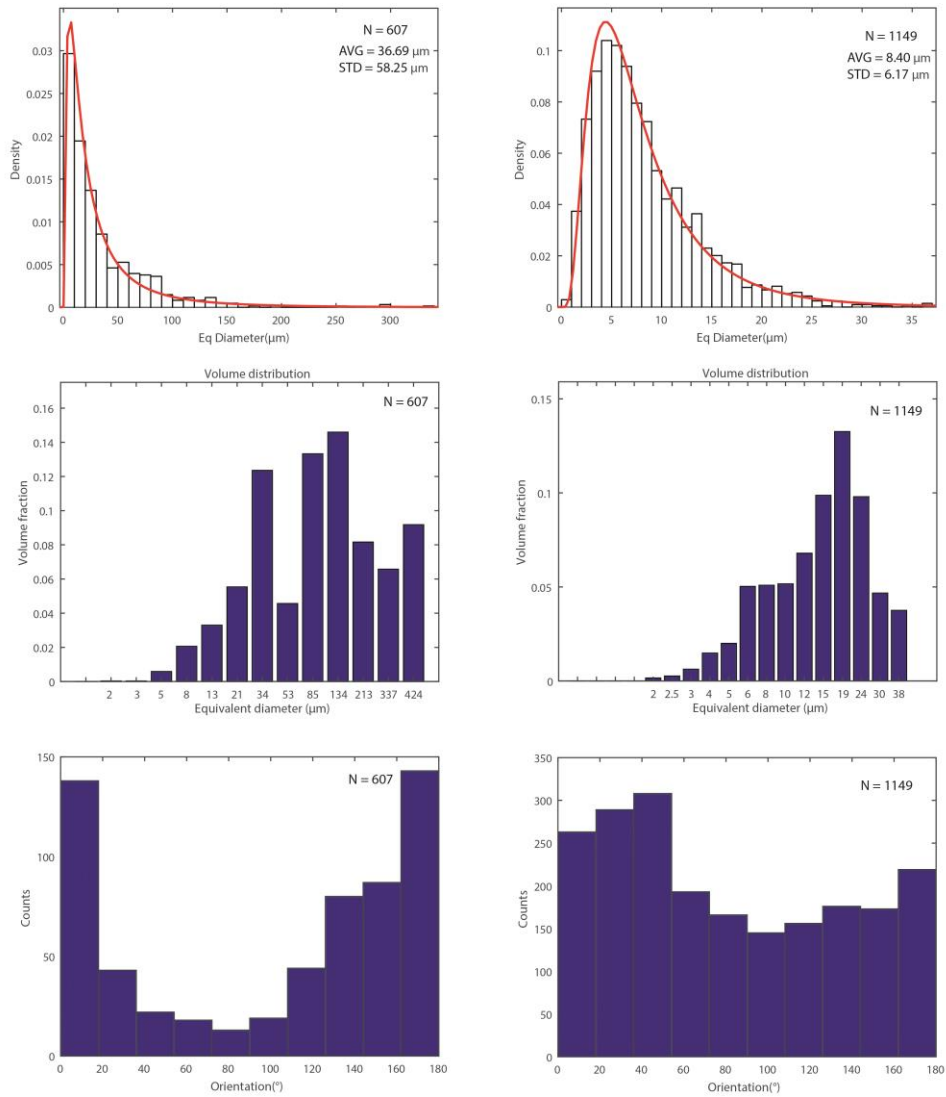 N = 607
AVG = 36.69 µm
STD = 58.25 µm
0.03
0.025
0.02
0.015
0.01
0.005
0
Density
0 50 100 150 200 250 300
Eq Diameter(µm)
N = 1149
AVG = 8.40 µm
STD = 6.17 µm
0.1
0.08
0.06
0.04
0.02
0
Density
0 5 10 15 20 25 30 35
Eq Diameter(µm)
Volume distribution
N = 607
0.16
0.14
0.12
0.10
0.08
0.06
0.04
0.02
0
Volume fraction
2 3 5 8 13 21 34 53 85 134 213 337 424
Equivalent diameter (µm)
Volume distribution
N = 1149
0.15
0.1
0.05
0
Volume fraction
2 2.5 3 4 5 6 8 10 12 15 19 24 30 38
Equivalent diameter (µm)
N = 607
150
100
50
0
Counts
0 20 40 60 80 100 120 140 160 180
Orientation(°)
N = 1149
350
300
250
200
150
100
50
0
Counts
0 20 40 60 80 100 120 140 160 180
Orientation(°)